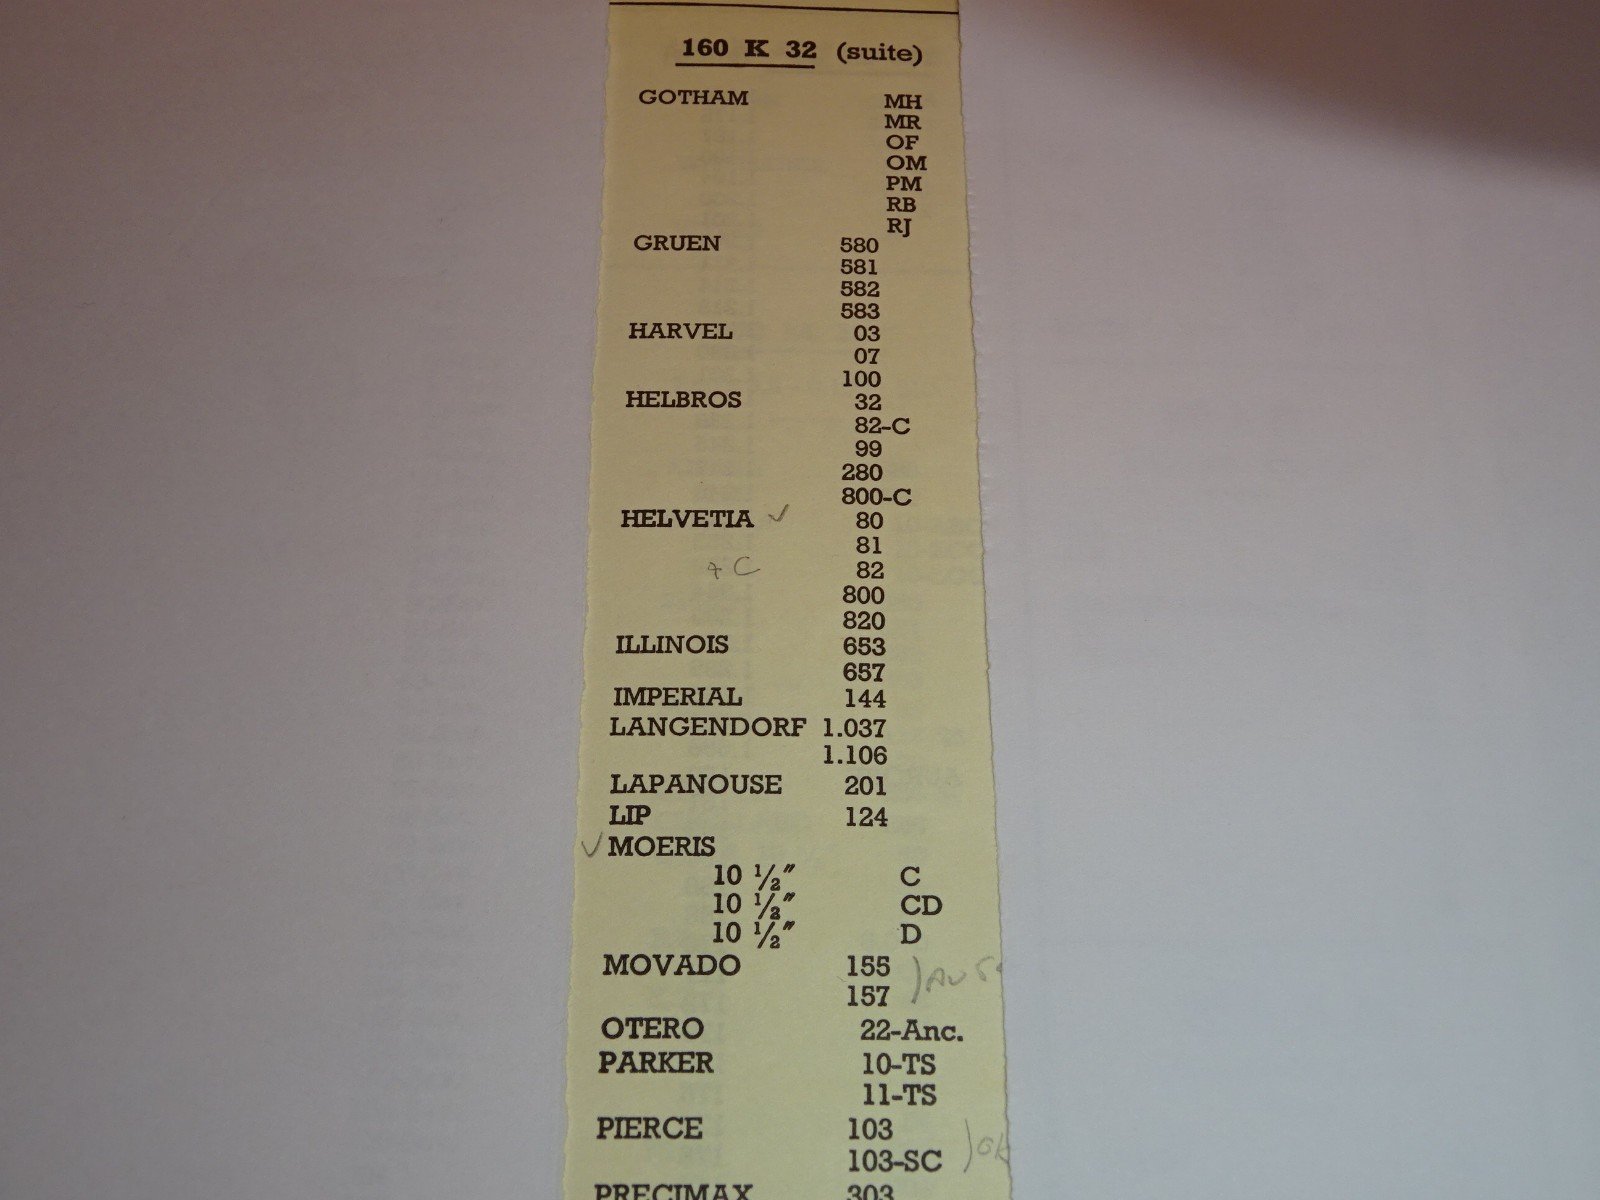 160 K 32 (suite)
GOTHAM MH
MR
OF
OM
PM
RB
RJ
GRUEN 580
581
582
583
HARVEL 03
07
100
HELBROS 32
82-C
99
280
800-C
HELVETIA ✓ 80
81
+ C 82
800
820
ILLINOIS 653
657
IMPERIAL 144
LANGENDORF 1.037
1.106
LAPANOUSE 201
LIP 124
✓ MOERIS
10 ½″ C
10 ½″ CD
10 ½″ D
MOVADO 155
157
OTERO 22-Anc.
PARKER 10-TS
11-TS
PIERCE 103
103-SC ) OK
PRECIMAX 303